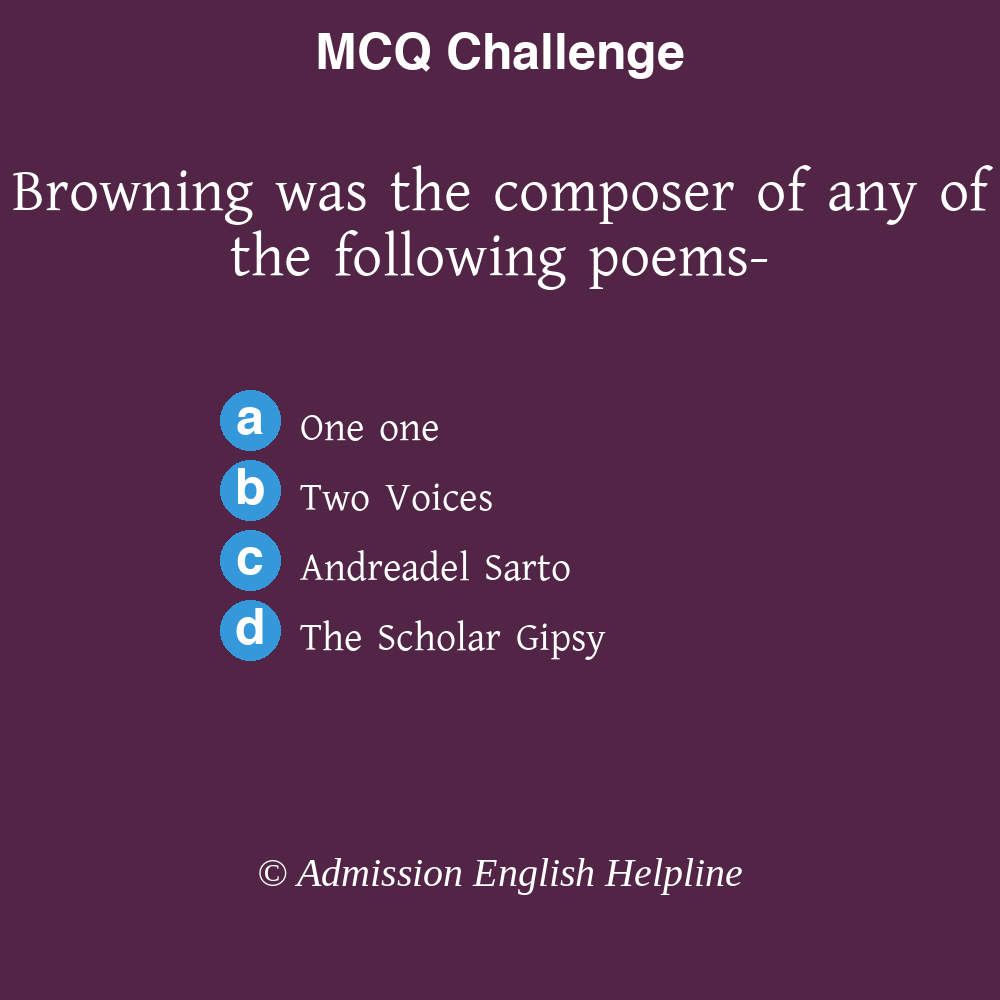 MCQ Challenge
Browning was the composer of any of
the following poems-
a One one
b Two Voices
c Andreadel Sarto
d The Scholar Gipsy
© Admission English Helpline